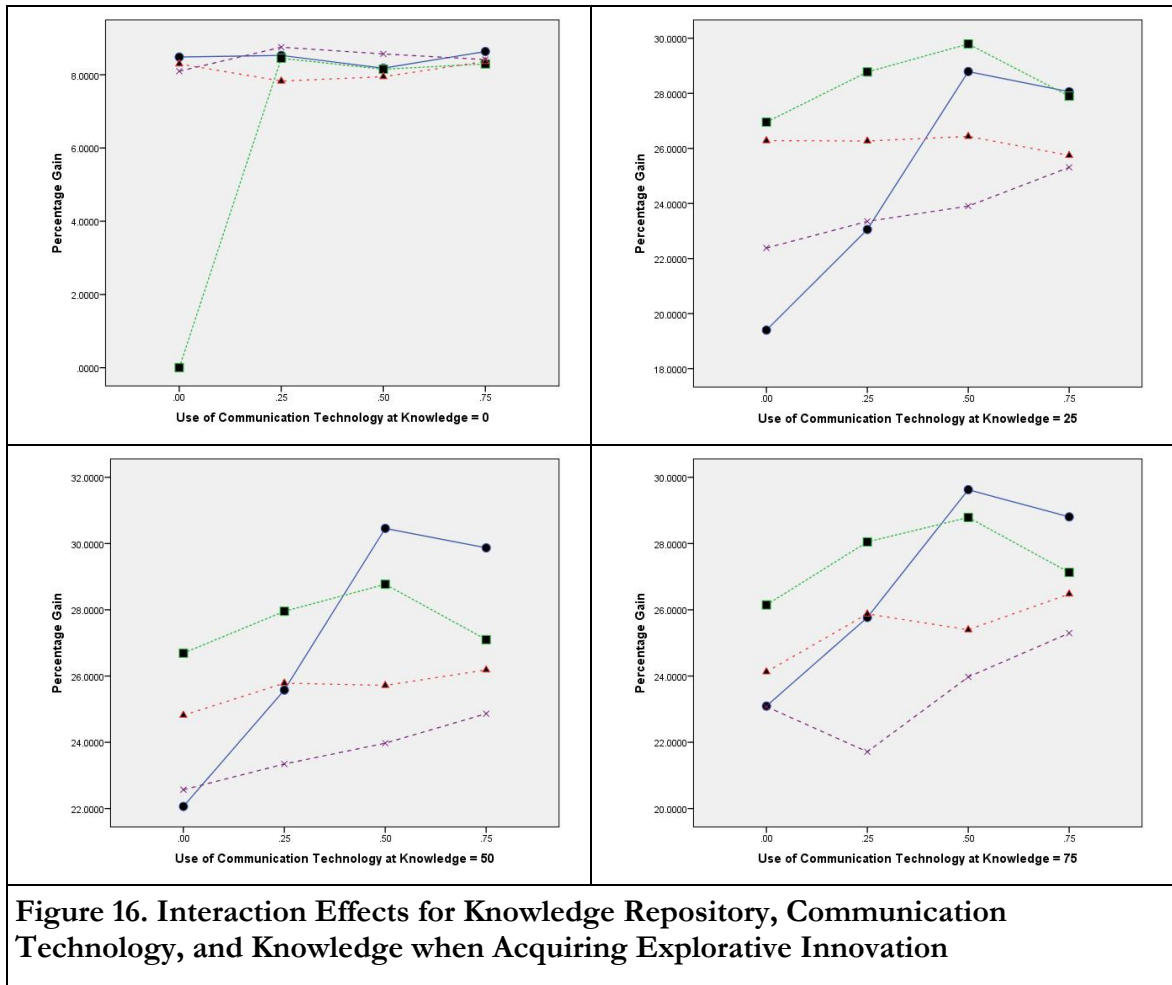 Percentage Gain
8.0000
6.0000
4.0000
2.0000
.0000
.00 .25 .50 .75
Use of Communication Technology at Knowledge = 0
Percentage Gain
30.0000
28.0000
26.0000
24.0000
22.0000
20.0000
18.0000
.00 .25 .50 .75
Use of Communication Technology at Knowledge = 25
Percentage Gain
32.0000
30.0000
28.0000
26.0000
24.0000
22.0000
.00 .25 .50 .75
Use of Communication Technology at Knowledge = 50
Percentage Gain
30.0000
28.0000
26.0000
24.0000
22.0000
20.0000
.00 .25 .50 .75
Use of Communication Technology at Knowledge = 75
Figure 16. Interaction Effects for Knowledge Repository, Communication
Technology, and Knowledge when Acquiring Explorative Innovation